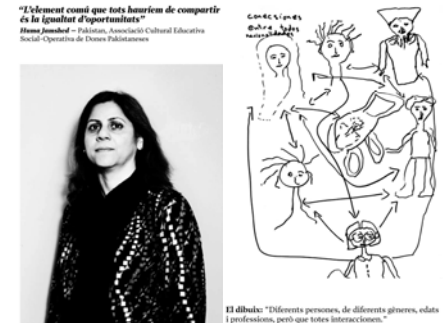 “L’element comú que tots hauríem de compartir
és la igualtat d’oportunitats”
Huma Jamshed – Pakistan, Associació Cultural Educativa
Social-Operativa de Dones Pakistaneses
conecsiones
entre todas
nacionalidades
El dibuix: “Diferents persones, de diferents gèneres, edats
i professions, però que totes interaccionen.”